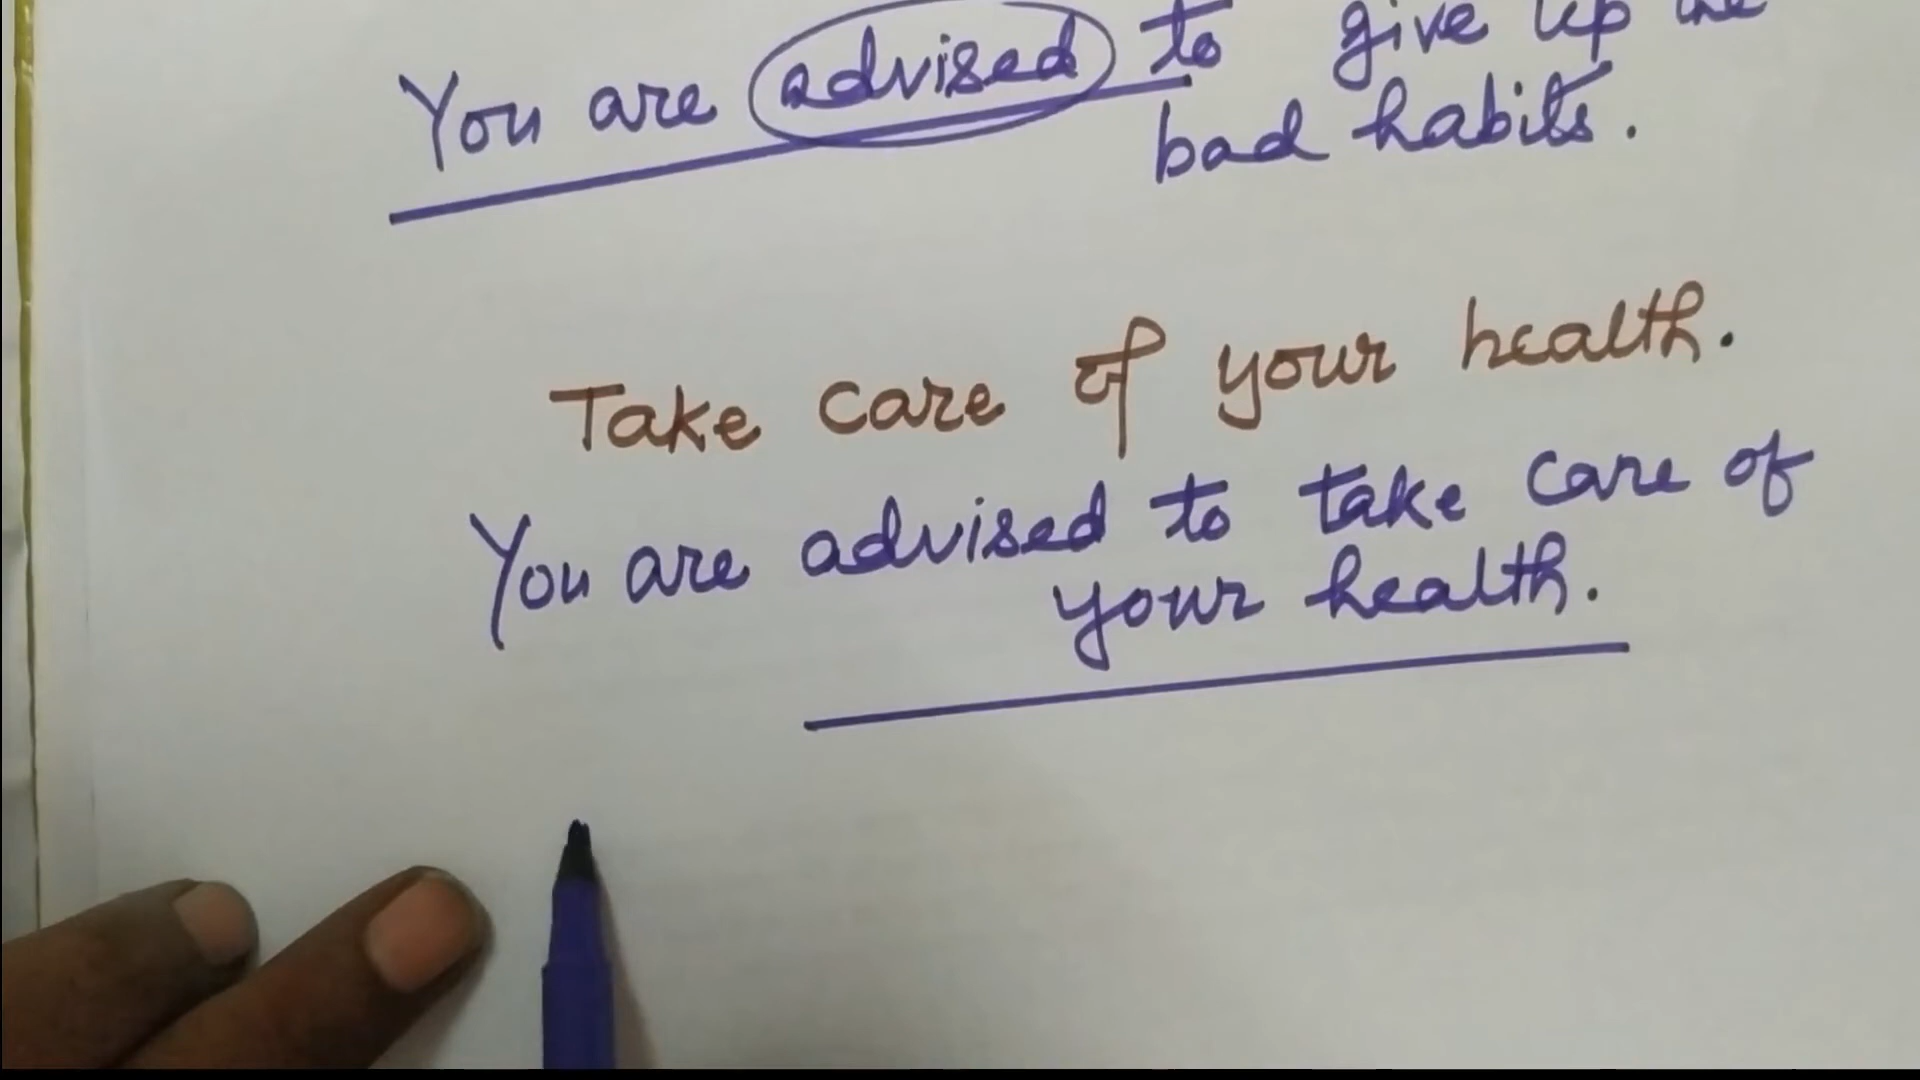 You are advised to give up the
bad habits.
Take care of your health.
You are advised to take care of
your health.